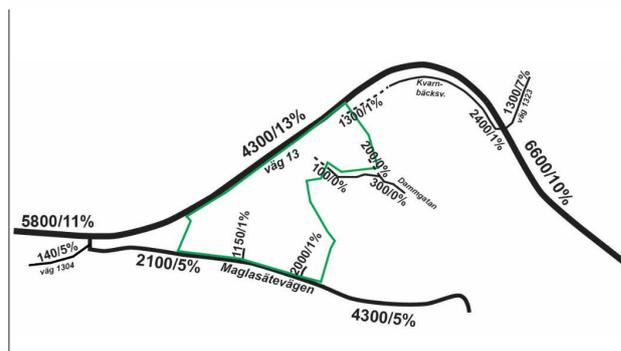 Kvarn-
bäcksv.
1300/7%
väg 1323
1300/1%
2400/1%
4300/13%
väg 13
200/0%
6600/10%
100/0%
300/0%
Dammgatan
5800/11%
140/5%
väg 1304
1150/1%
2000/1%
2100/5%
Maglasätevägen
4300/5%